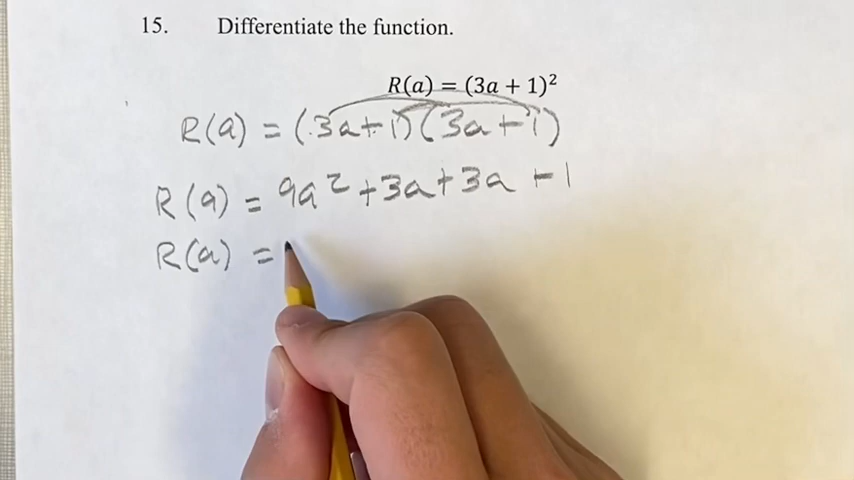 15. Differentiate the function.
R(a) = (3a + 1)²
R(a) = (3a+1)(3a+1)
R(a) = 9a² +3a+3a +1
R(a) =